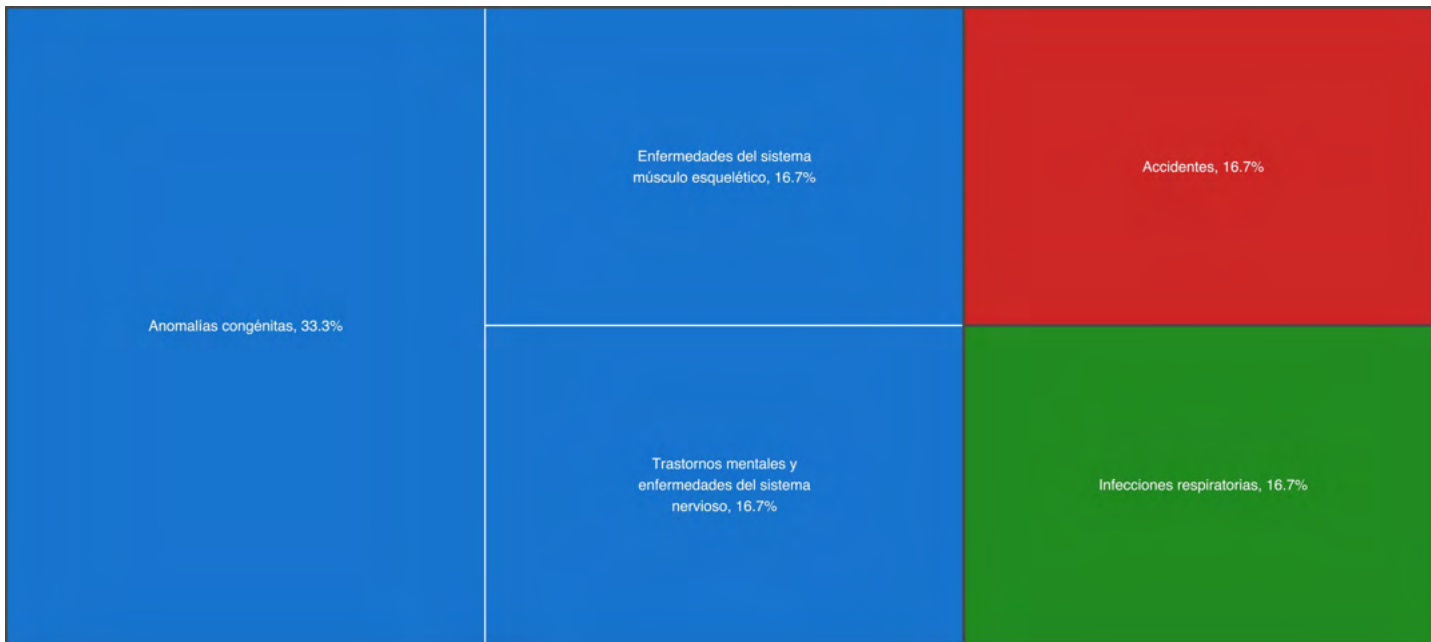 Anomalías congénitas, 33.3%
Enfermedades del sistema
músculo esquelético, 16.7%
Trastornos mentales y
enfermedades del sistema
nervioso, 16.7%
Accidentes, 16.7%
Infecciones respiratorias, 16.7%